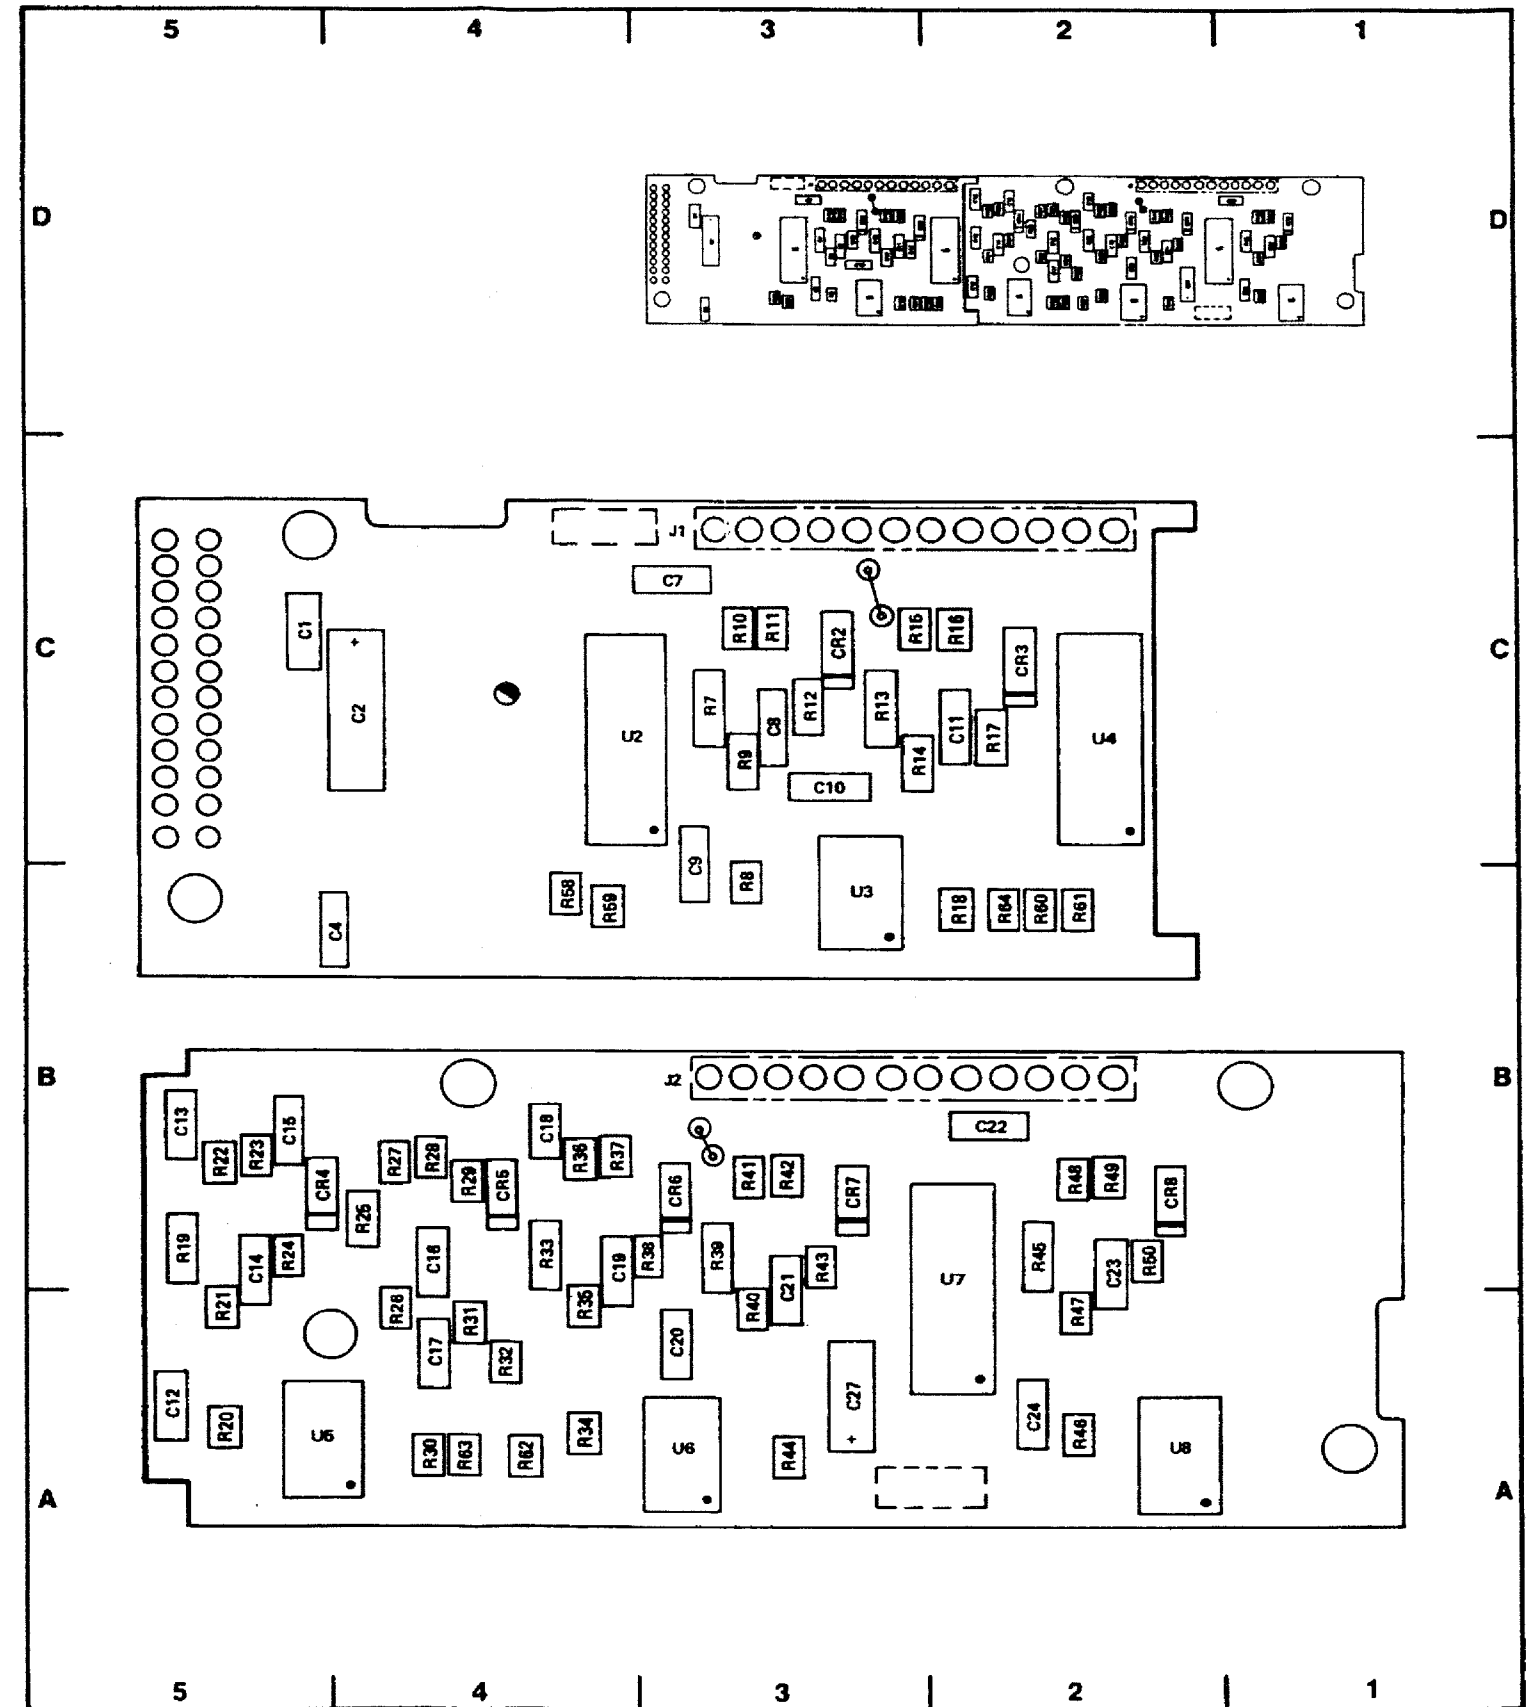 5 4 3 2 1
D D
J1
C7
C1 R10 R11 CR2 R15 R16 CR3
C C
+
C2 U2 R7 R9 C8 R12 R13 R14 C11 R17 U4
C10
C9 R8 U3
R58 R59 R18 R64 R60 R61
C4
B J2 B
C13 R22 R23 C15 R27 R28 C18 R36 R37 C22
CR4 R25 R29 CR5 CR6 R41 R42 CR7 R48 R49 CR8
R19 C14 R24 C16 R33 C19 R38 R39 C21 R43 U7 R45 C23 R50
R21 R26 R31 R35 R40 R47
C17 R32 C20
C12 R20 U5 R34 U6 C27 C24 R46 U8
+
R30 R63 R62 R44
A A
5 4 3 2 1